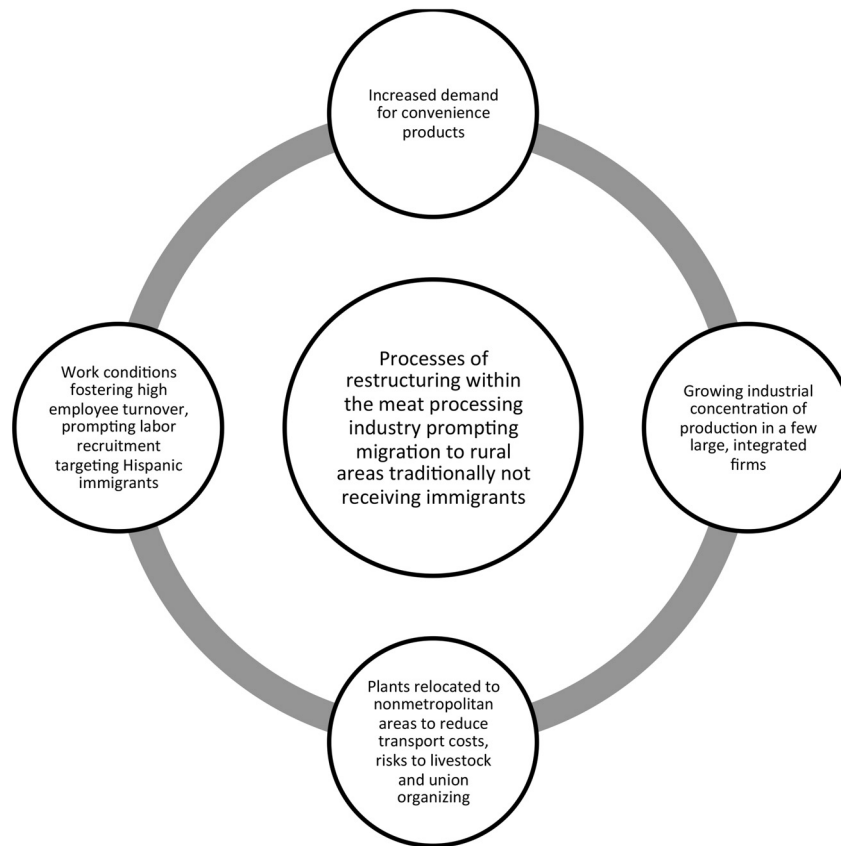 Increased demand
for convenience
products
Work conditions
fostering high
employee turnover,
prompting labor
recruitment
targeting Hispanic
immigrants
Processes of
restructuring within
the meat processing
industry prompting
migration to rural
areas traditionally not
receiving immigrants
Growing industrial
concentration of
production in a few
large, integrated
firms
Plants relocated to
nonmetropolitan
areas to reduce
transport costs,
risks to livestock
and union
organizing